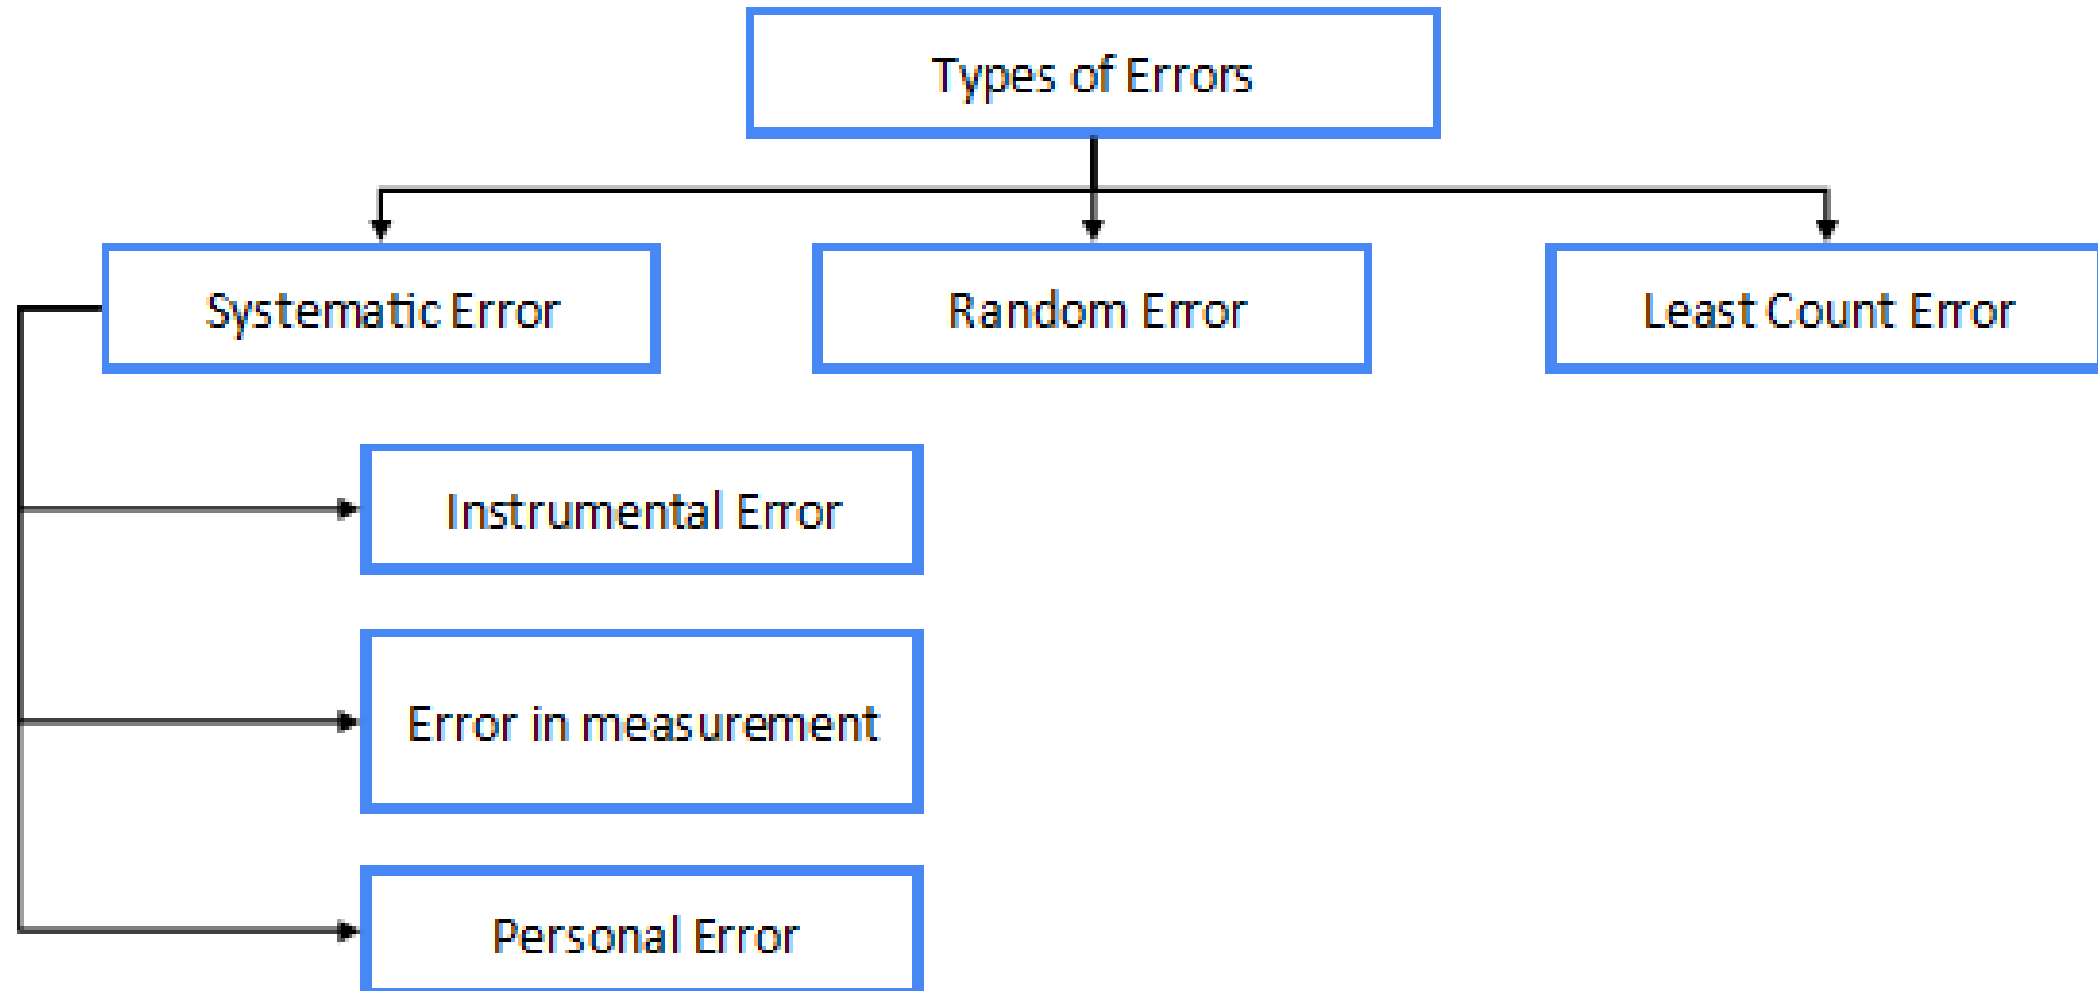 Types of Errors
Systematic Error
Random Error
Least Count Error
Instrumental Error
Error in measurement
Personal Error